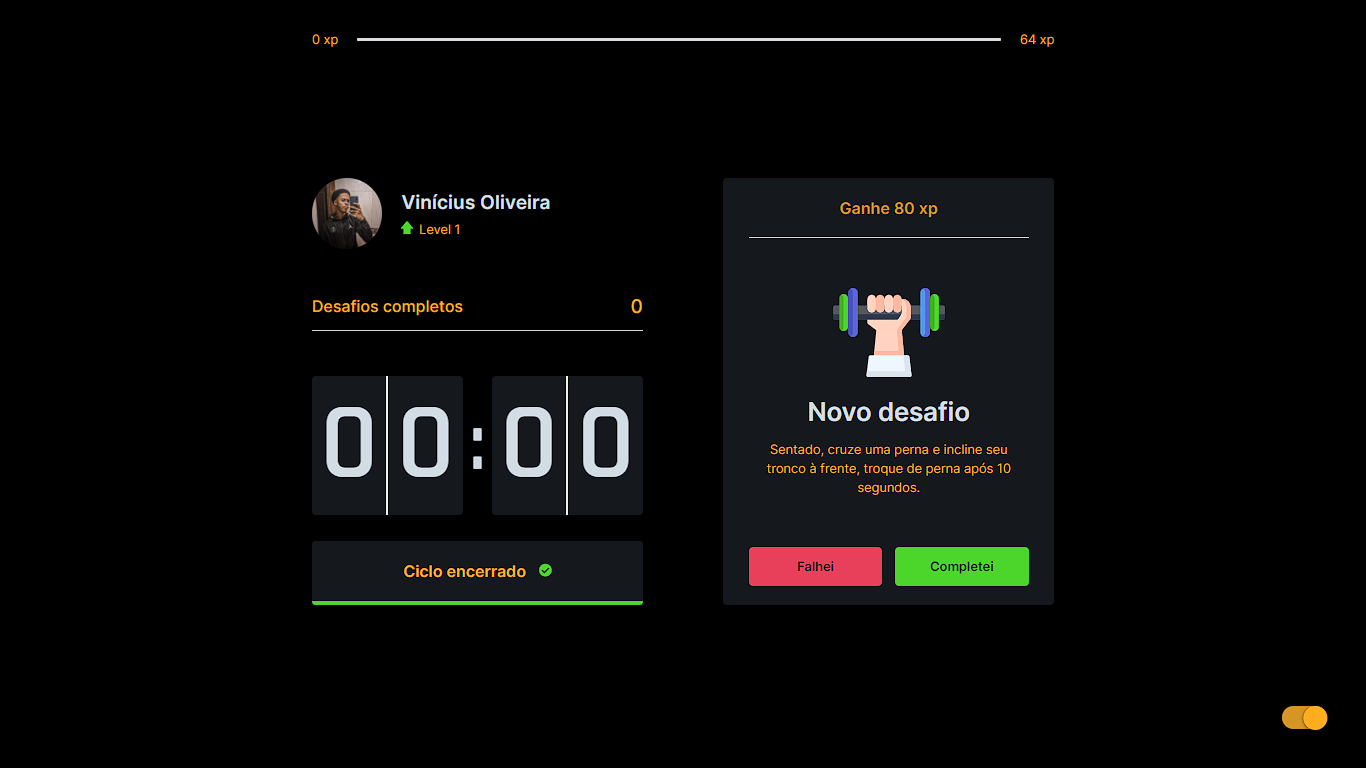 0 xp
64 xp
Vinícius Oliveira
Level 1
Desafios completos
0
00:00
Ciclo encerrado
Ganhe 80 xp
Novo desafio
Sentado, cruze uma perna e incline seu
tronco à frente, troque de perna após 10
segundos.
Falhei
Completei